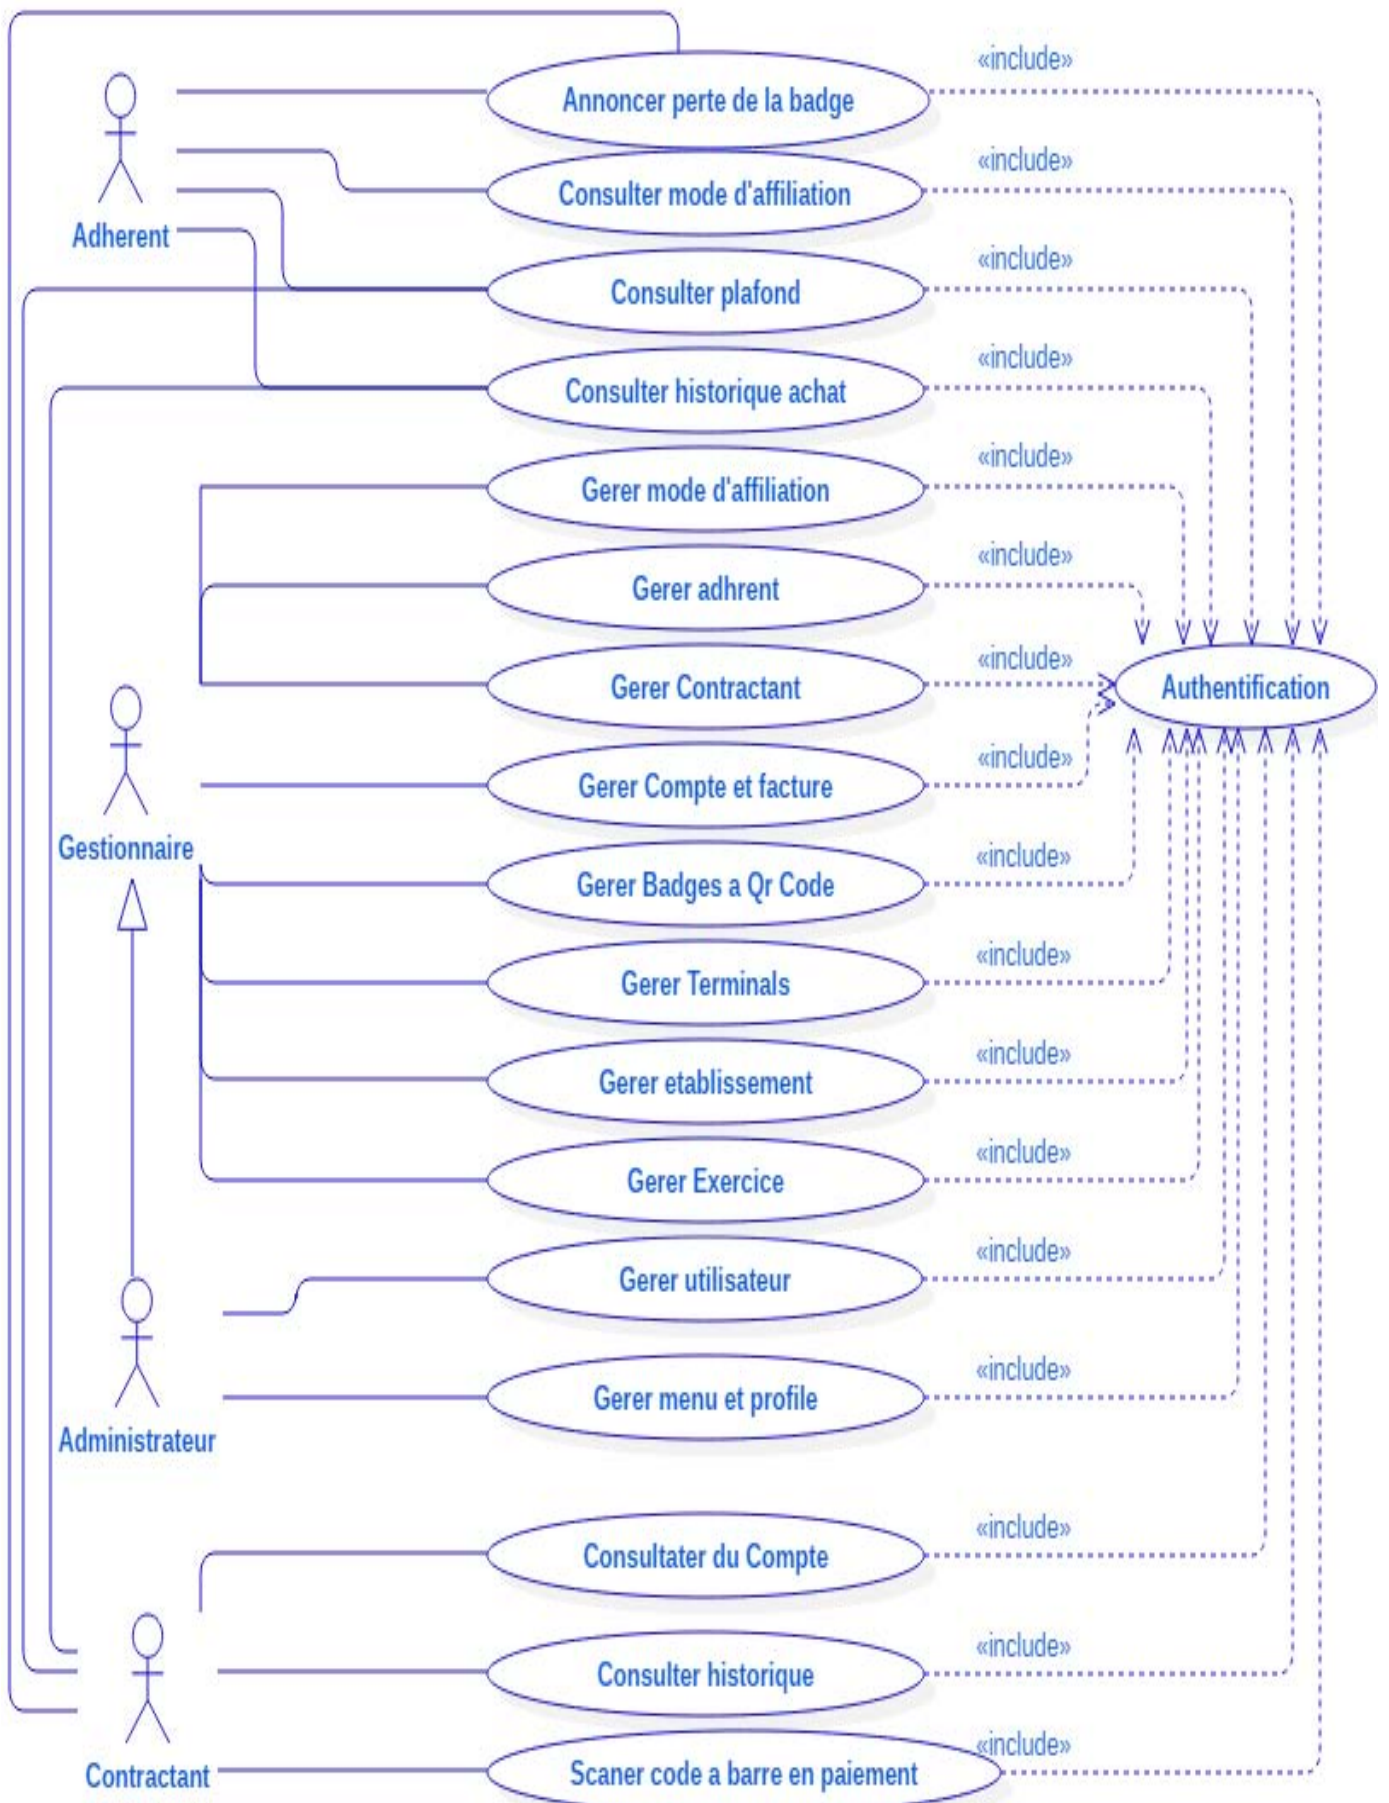 «include»
Annoncer perte de la badge
«include»
Consulter mode d'affiliation
Adherent
«include»
Consulter plafond
«include»
Consulter historique achat
«include»
Gerer mode d'affiliation
«include»
Gerer adhrent
«include»
Gerer Contractant
Authentification
«include»
Gerer Compte et facture
Gestionnaire
«include»
Gerer Badges a Qr Code
«include»
Gerer Terminals
«include»
Gerer etablissement
«include»
Gerer Exercice
«include»
Gerer utilisateur
«include»
Gerer menu et profile
Administrateur
«include»
Consultater du Compte
«include»
Consulter historique
«include»
Scaner code a barre en paiement
Contractant